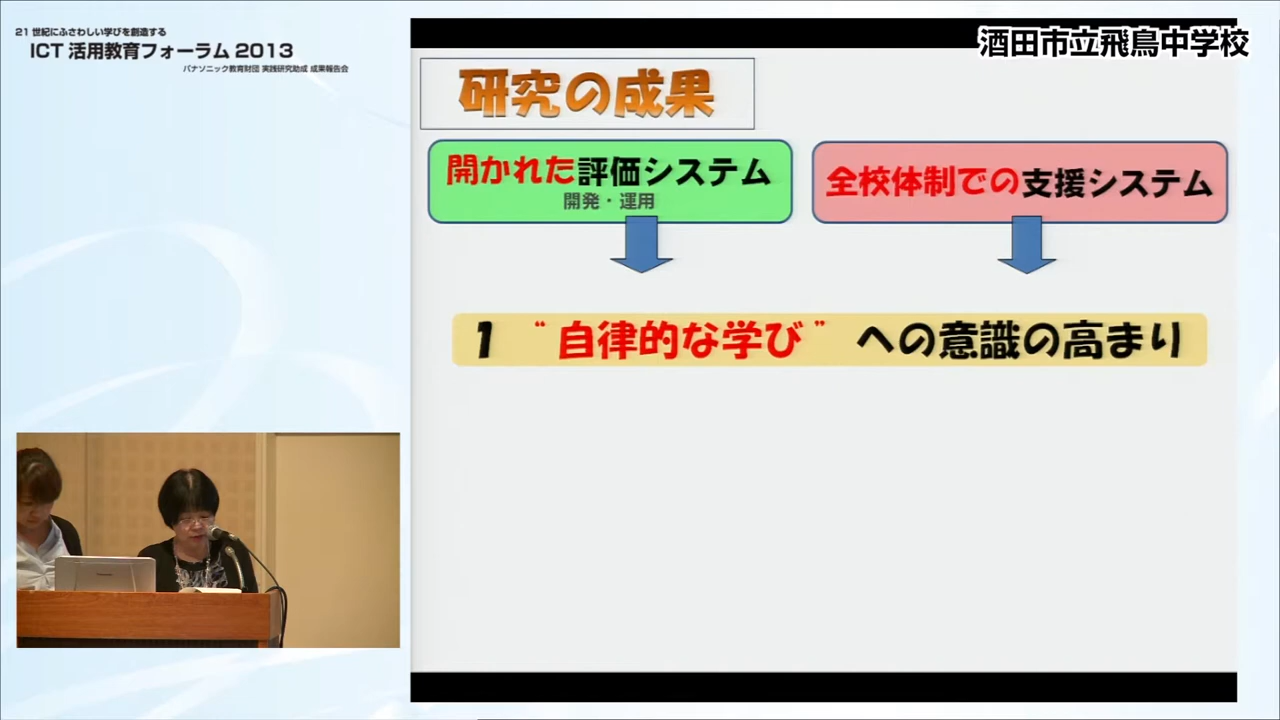 21世紀にふさわしい学びを創造する
ICT 活用教育フォーラム 2013
パナソニック教育財団 実践研究助成 成果報告会
酒田市立飛鳥中学校
研究の成果
開かれた評価システム
開発・運用
全校体制での支援システム
1 “自律的な学び” への意識の高まり